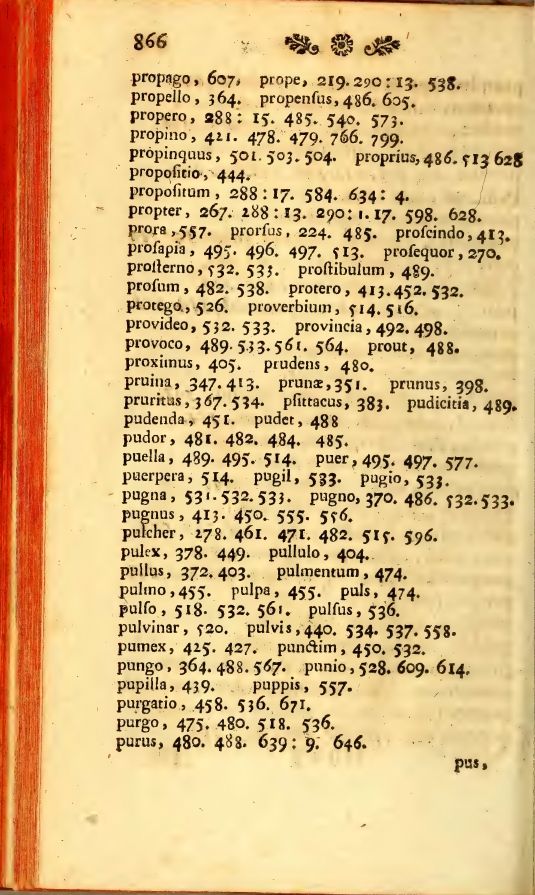 866
propago, 607. prope, 219. 290 : 13. 538.
propello, 364. propenſus, 486. 605.
propero, 288 : 15. 485. 540. 573.
propino, 421. 478. 479. 766. 799.
propinquus, 501. 503. 504. proprius, 486. 513 628
propoſitio, 444.
propoſitum, 288 : 17. 584. 634 : 4.
propter, 267. 288 : 13. 290 : 1. 17. 598. 628.
prora, 557. prorſus, 224. 485. proſcindo, 413.
proſapia, 495. 496. 497. 513. proſequor, 270.
proſterno, 532. 533. proſtibulum, 489.
proſum, 482. 538. protero, 413. 452. 532.
protego, 526. proverbium, 514. 516.
provideo, 532. 533. provincia, 492. 498.
provoco, 489. 533. 561. 564. prout, 488.
proximus, 405. prudens, 480.
pruina, 347. 413. prunæ, 351. prunus, 398.
pruritus, 367. 534. pſittacus, 383. pudicitia, 489.
pudenda, 451. pudet, 488
pudor, 481. 482. 484. 485.
puella, 489. 495. 514. puer, 495. 497. 577.
puerpera, 514. pugil, 533. pugio, 533.
pugna, 531. 532. 533. pugno, 370. 486. 532. 533.
pugnus, 413. 450. 555. 556.
pulcher, 278. 461. 471. 482. 515. 596.
pulex, 378. 449. pullulo, 404.
pullus, 372. 403. pulmentum, 474.
pulmo, 455. pulpa, 455. puls, 474.
pulſo, 518. 532. 561. pulſus, 536.
pulvinar, 520. pulvis, 440. 534. 537. 558.
pumex, 425. 427. punctim, 450. 532.
pungo, 364. 488. 567. punio, 528. 609. 614.
pupilla, 439. puppis, 557.
purgatio, 458. 536. 671.
purgo, 475. 480. 518. 536.
purus, 480. 488. 639 : 9. 646.
pus,